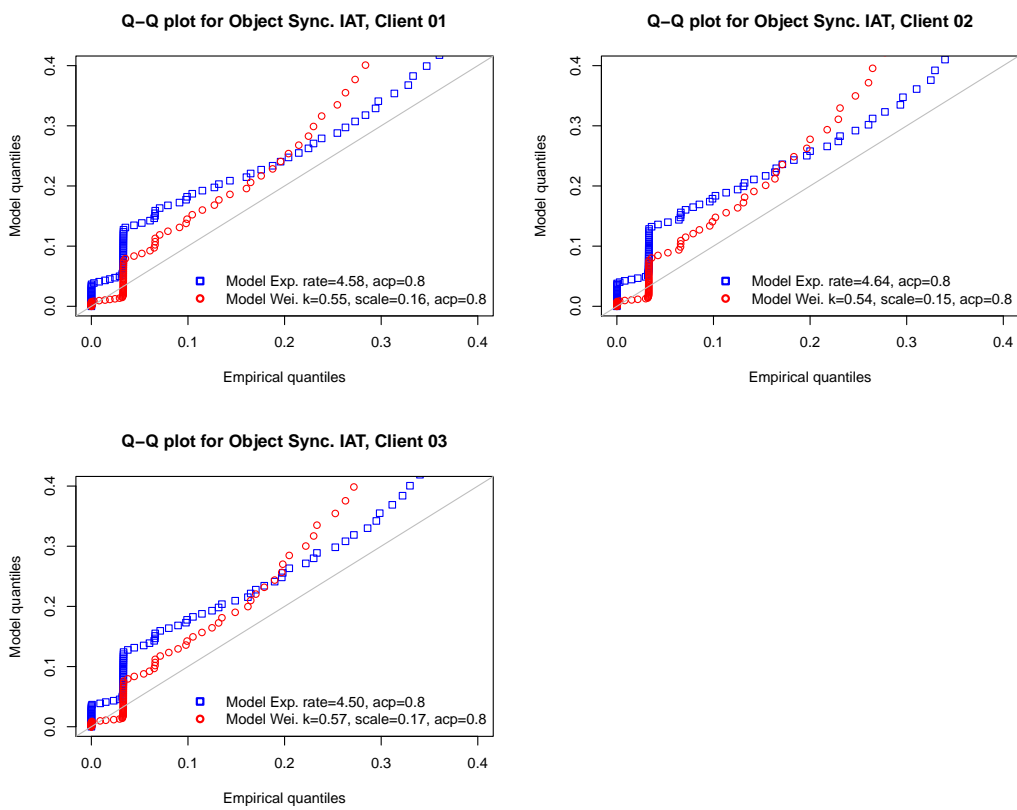 Q−Q plot for Object Sync. IAT, Client 01
Model quantiles
0.4
0.3
0.2
0.1
0.0
Model Exp. rate=4.58, acp=0.8
Model Wei. k=0.55, scale=0.16, acp=0.8
0.0 0.1 0.2 0.3 0.4
Empirical quantiles
Q−Q plot for Object Sync. IAT, Client 02
Model quantiles
0.4
0.3
0.2
0.1
0.0
Model Exp. rate=4.64, acp=0.8
Model Wei. k=0.54, scale=0.15, acp=0.8
0.0 0.1 0.2 0.3 0.4
Empirical quantiles
Q−Q plot for Object Sync. IAT, Client 03
Model quantiles
0.4
0.3
0.2
0.1
0.0
Model Exp. rate=4.50, acp=0.8
Model Wei. k=0.57, scale=0.17, acp=0.8
0.0 0.1 0.2 0.3 0.4
Empirical quantiles